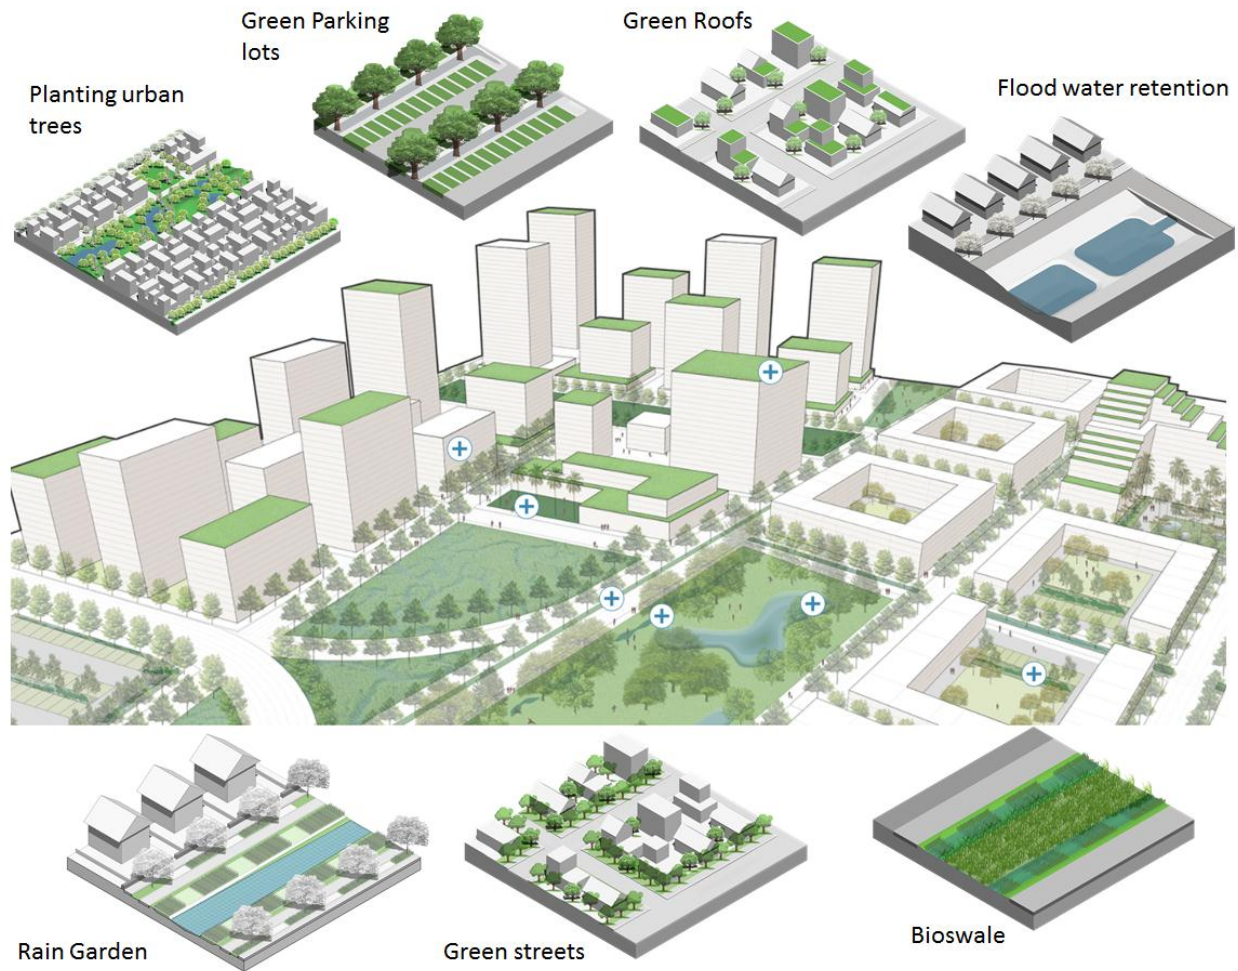 Green Parking
lots
Green Roofs
Planting urban
trees
Flood water retention
Rain Garden
Green streets
Bioswale